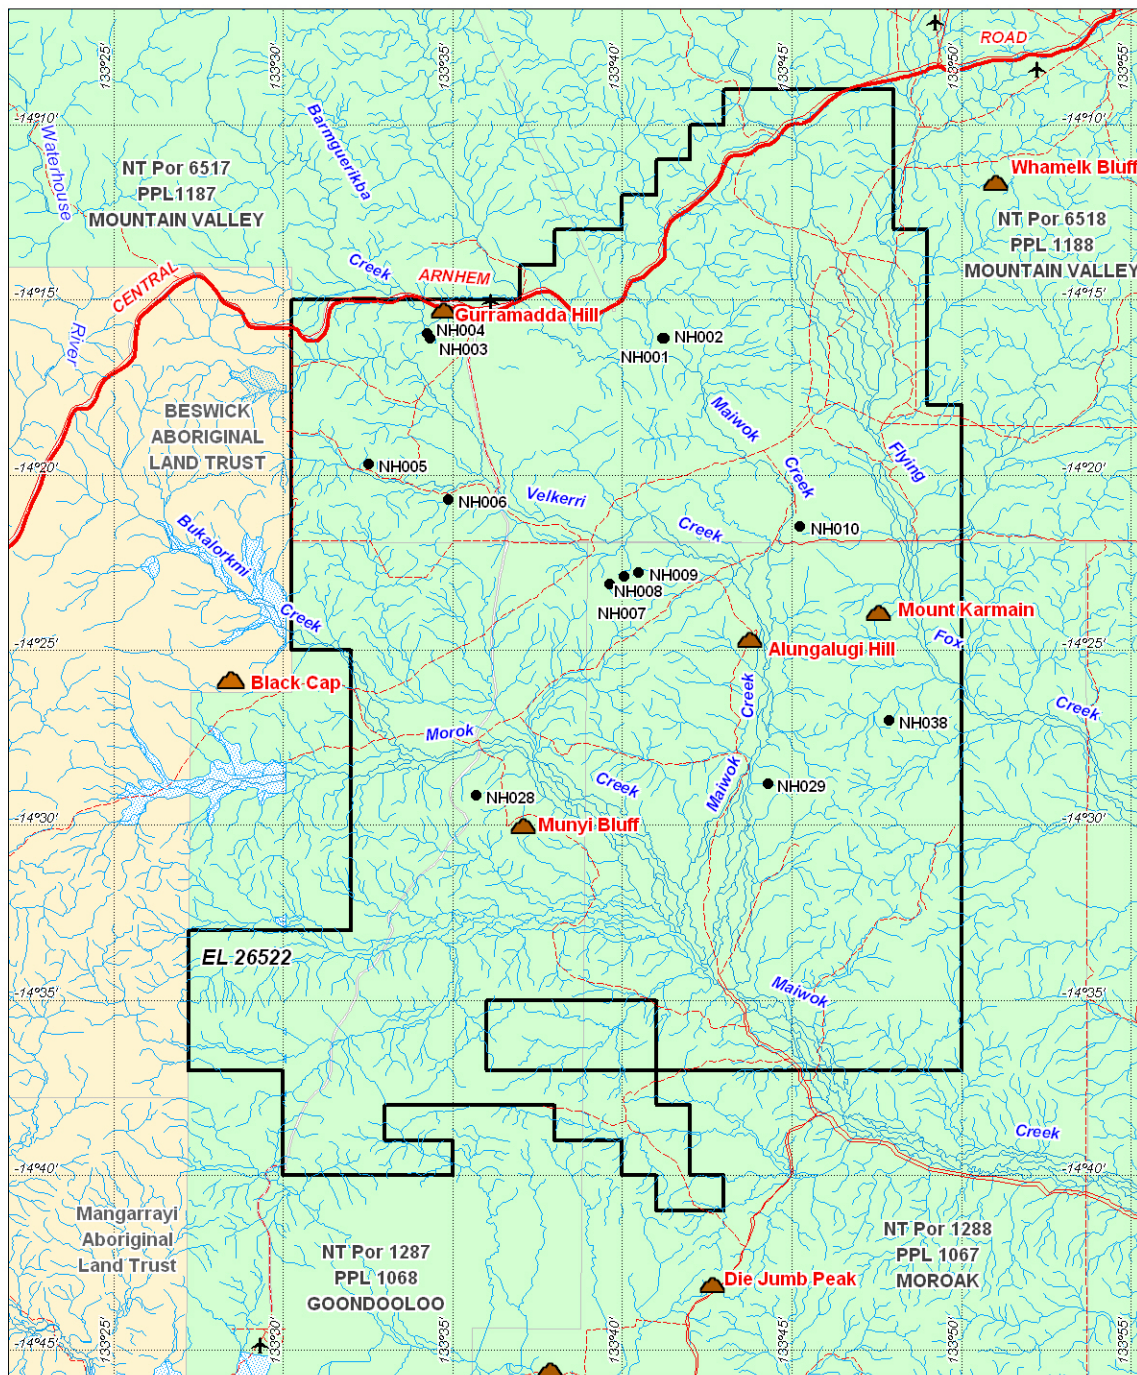 133°25'
133°30'
133°35'
133°40'
133°45'
133°50'
133°55'
ROAD
-14°10'
-14°10'
Waterhouse
Barmguerikba
NT Por 6517
PPL1187
MOUNTAIN VALLEY
Whamelk Bluff
NT Por 6518
PPL 1188
MOUNTAIN VALLEY
Creek
ARNHEM
CENTRAL
-14°15'
-14°15'
River
Gurramadda Hill
NH004
NH003
NH002
NH001
BESWICK
ABORIGINAL
LAND TRUST
Maiwok
Flying
NH005
-14°20'
-14°20'
Creek
NH006
Velkerri
Creek
NH010
Bukalorkmi
NH009
NH008
NH007
Creek
Mount Karmain
Fox
-14°25'
-14°25'
Alungalugi Hill
Black Cap
Creek
Creek
NH038
Morok
Creek
Maiwok
NH028
NH029
-14°30'
Munyi Bluff
-14°30'
EL 26522
-14°35'
Maiwok
-14°35'
Creek
-14°40'
-14°40'
Mangarrayi
Aboriginal
Land Trust
NT Por 1287
PPL 1068
GOONDOOLOO
NT Por 1288
PPL 1067
MOROAK
Die Jumb Peak
-14°45'
-14°45'
133°25'
133°30'
133°35'
133°40'
133°45'
133°50'
133°55'